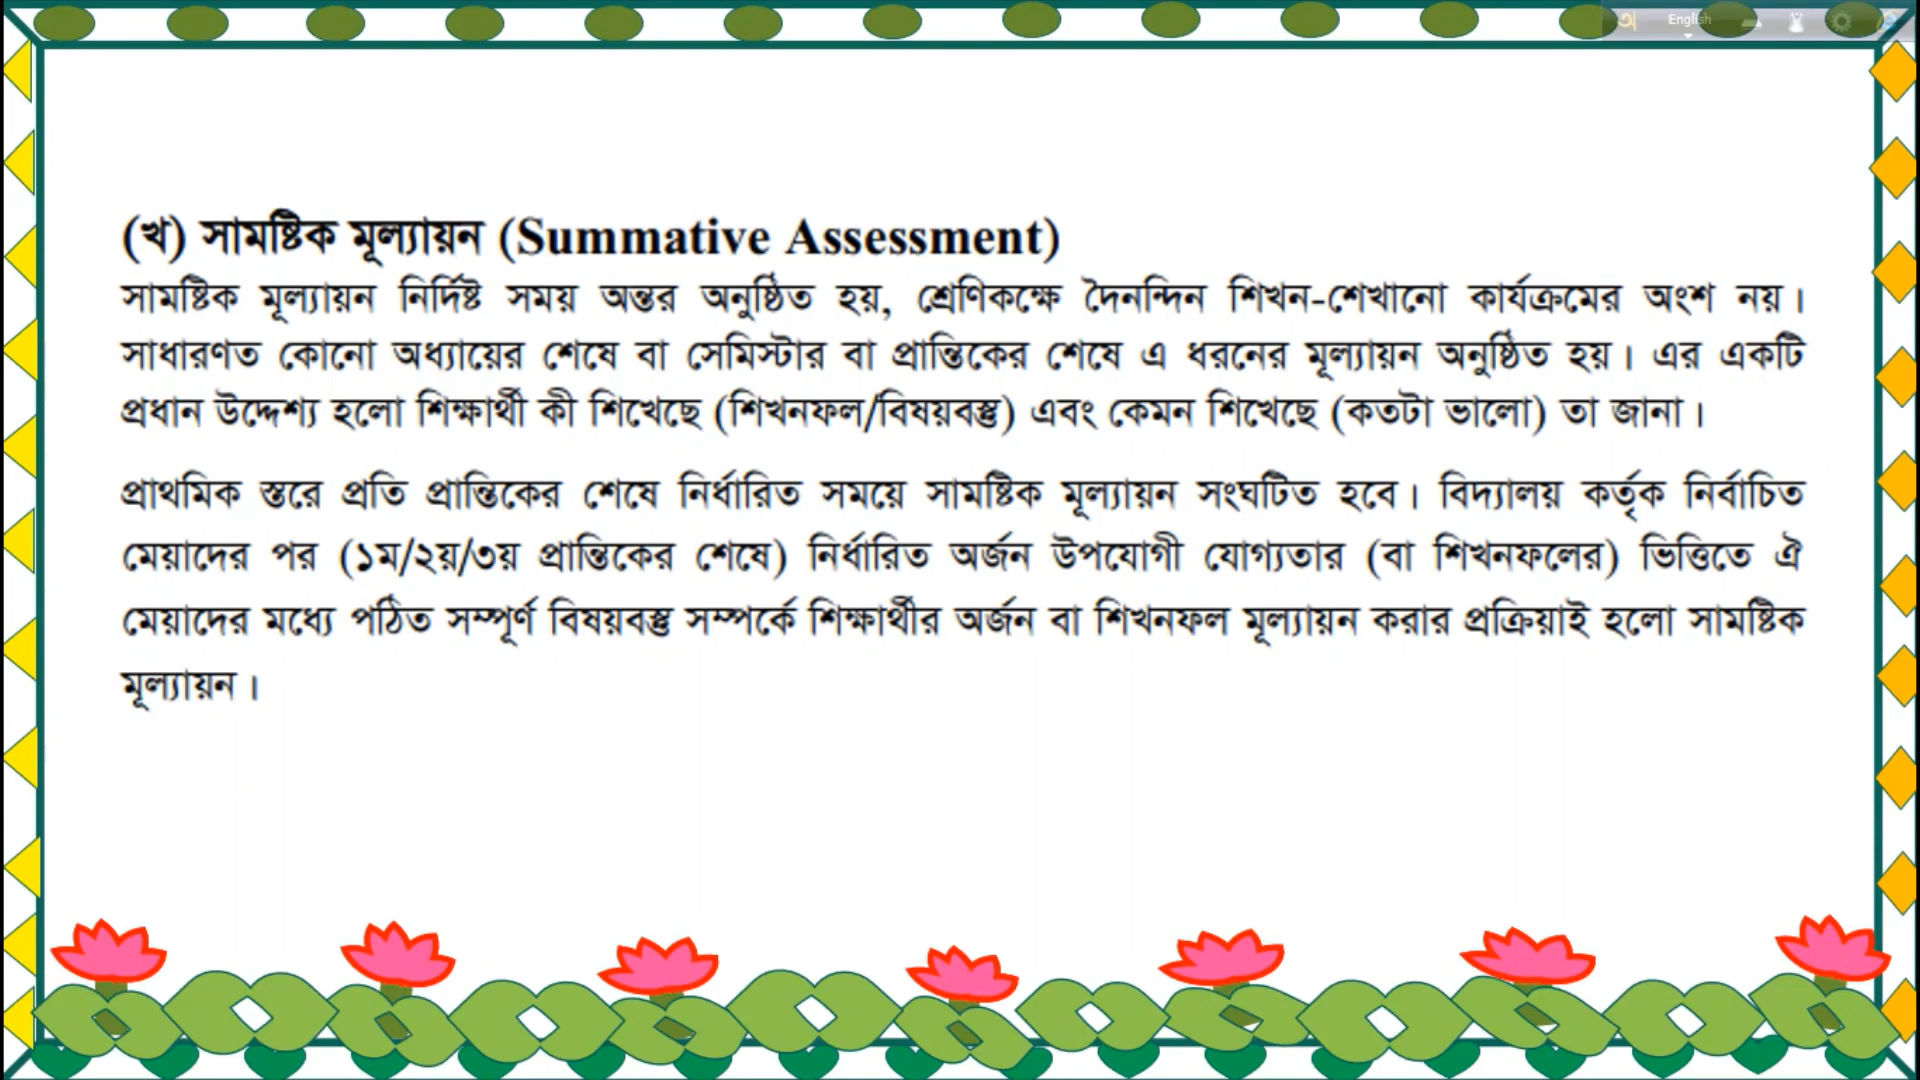 English
(খ) সামষ্টিক মূল্যায়ন (Summative Assessment)
সামষ্টিক মূল্যায়ন নির্দিষ্ট সময় অন্তর অনুষ্ঠিত হয়, শ্রেণিকক্ষে দৈনন্দিন শিখন-শেখানো কার্যক্রমের অংশ নয়।
সাধারণত কোনো অধ্যায়ের শেষে বা সেমিস্টার বা প্রান্তিকের শেষে এ ধরনের মূল্যায়ন অনুষ্ঠিত হয়। এর একটি
প্রধান উদ্দেশ্য হলো শিক্ষার্থী কী শিখেছে (শিখনফল/বিষয়বস্তু) এবং কেমন শিখেছে (কতটা ভালো) তা জানা।
প্রাথমিক স্তরে প্রতি প্রান্তিকের শেষে নির্ধারিত সময়ে সামষ্টিক মূল্যায়ন সংঘটিত হবে। বিদ্যালয় কর্তৃক নির্বাচিত
মেয়াদের পর (১ম/২য়/৩য় প্রান্তিকের শেষে) নির্ধারিত অর্জন উপযোগী যোগ্যতার (বা শিখনফলের) ভিত্তিতে ঐ
মেয়াদের মধ্যে পঠিত সম্পূর্ণ বিষয়বস্তু সম্পর্কে শিক্ষার্থীর অর্জন বা শিখনফল মূল্যায়ন করার প্রক্রিয়াই হলো সামষ্টিক
মূল্যায়ন।